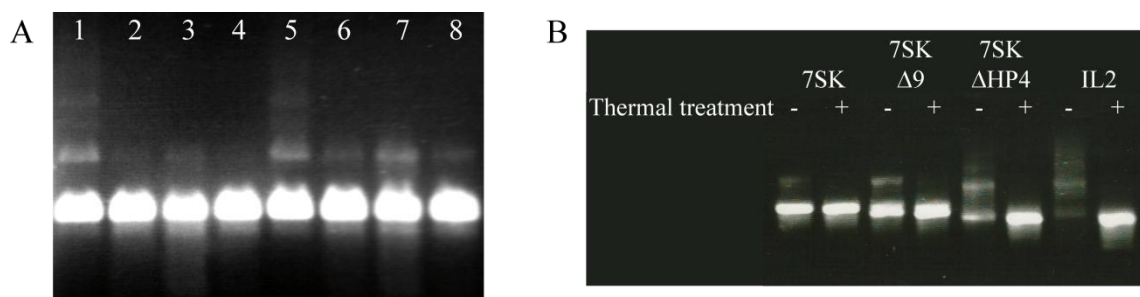 A
1 2 3 4 5 6 7 8
B
7SK 7SK
Δ9 7SK
ΔHP4 IL2
Thermal treatment - + - + - + - +